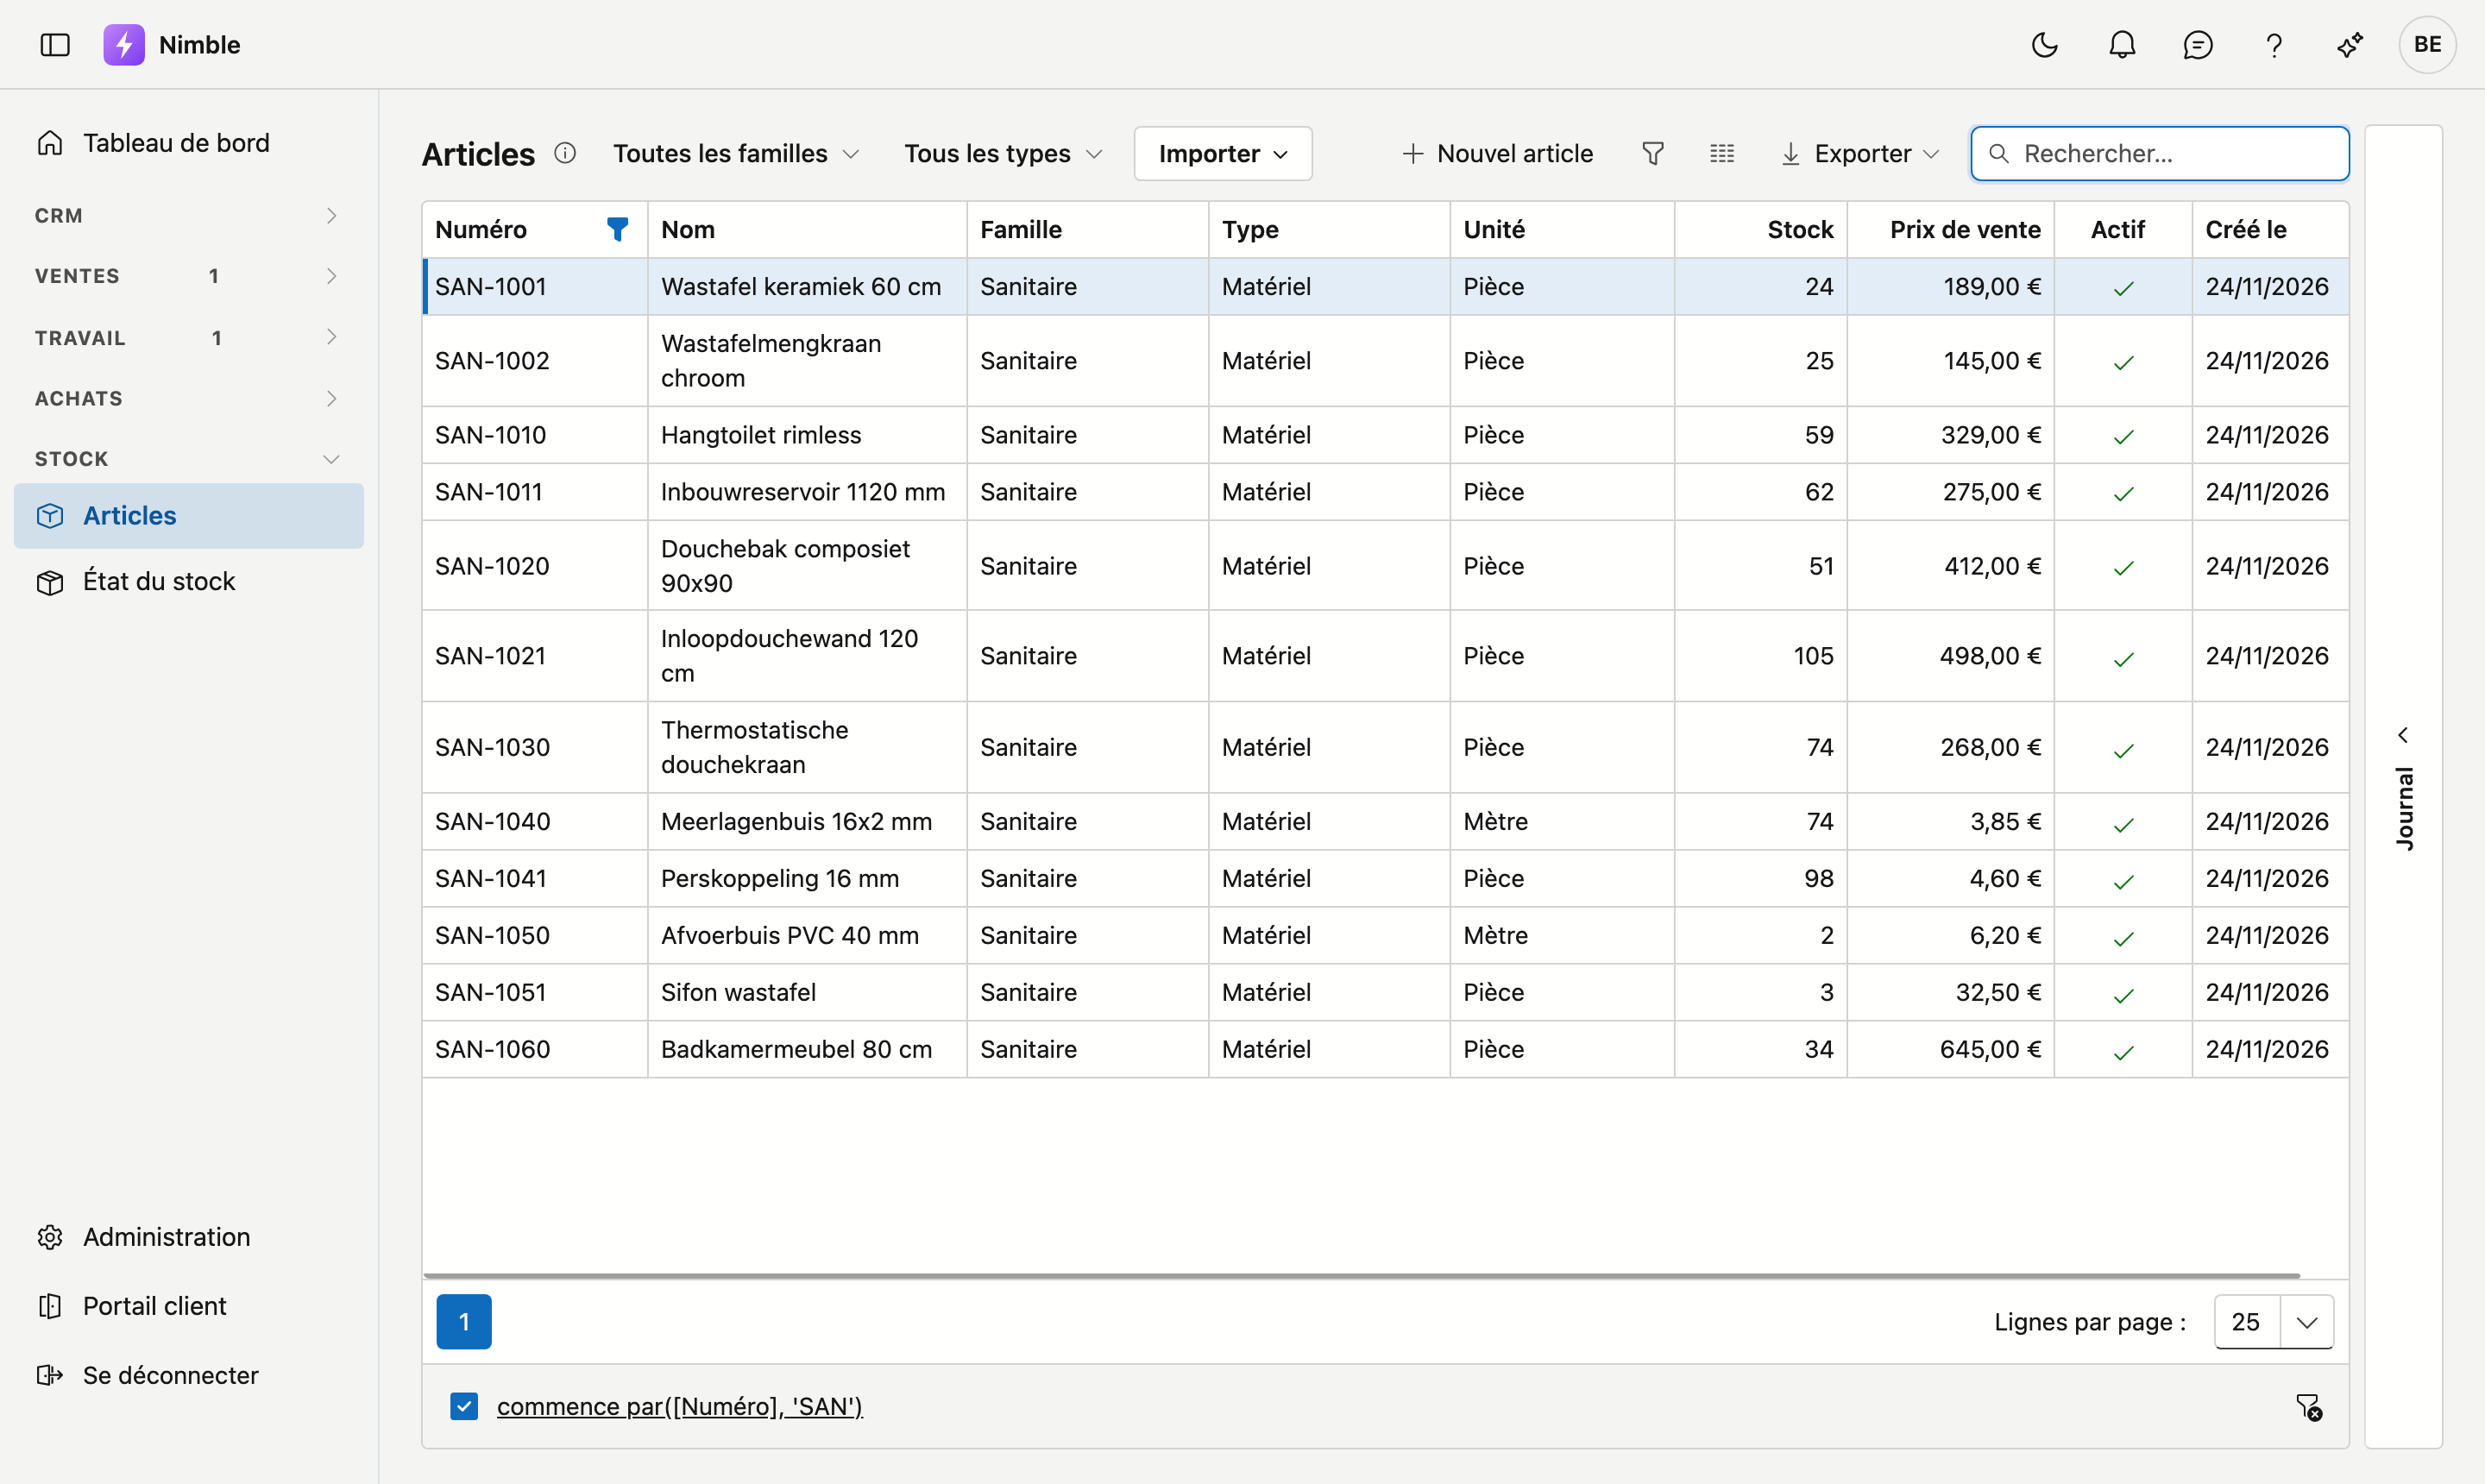 Nimble
BE
Tableau de bord
CRM
VENTES 1
TRAVAIL 1
ACHATS
STOCK
Articles
État du stock
Administration
Portail client
Se déconnecter
Articles Toutes les familles Tous les types Importer Nouvel article Exporter Rechercher...
Numéro Nom Famille Type Unité Stock Prix de vente Actif Créé le
SAN-1001 Wastafel keramiek 60 cm Sanitaire Matériel Pièce 24 189,00 € 24/11/2026
SAN-1002 Wastafelmengkraan chroom Sanitaire Matériel Pièce 25 145,00 € 24/11/2026
SAN-1010 Hangtoilet rimless Sanitaire Matériel Pièce 59 329,00 € 24/11/2026
SAN-1011 Inbouwreservoir 1120 mm Sanitaire Matériel Pièce 62 275,00 € 24/11/2026
SAN-1020 Douchebak composiet 90x90 Sanitaire Matériel Pièce 51 412,00 € 24/11/2026
SAN-1021 Inloopdouchewand 120 cm Sanitaire Matériel Pièce 105 498,00 € 24/11/2026
SAN-1030 Thermostatische douchekraan Sanitaire Matériel Pièce 74 268,00 € 24/11/2026
SAN-1040 Meerlagenbuis 16x2 mm Sanitaire Matériel Mètre 74 3,85 € 24/11/2026
SAN-1041 Perskoppeling 16 mm Sanitaire Matériel Pièce 98 4,60 € 24/11/2026
SAN-1050 Afvoerbuis PVC 40 mm Sanitaire Matériel Mètre 2 6,20 € 24/11/2026
SAN-1051 Sifon wastafel Sanitaire Matériel Pièce 3 32,50 € 24/11/2026
SAN-1060 Badkamermeubel 80 cm Sanitaire Matériel Pièce 34 645,00 € 24/11/2026
1 Lignes par page : 25
commence par([Numéro], 'SAN')
Journal